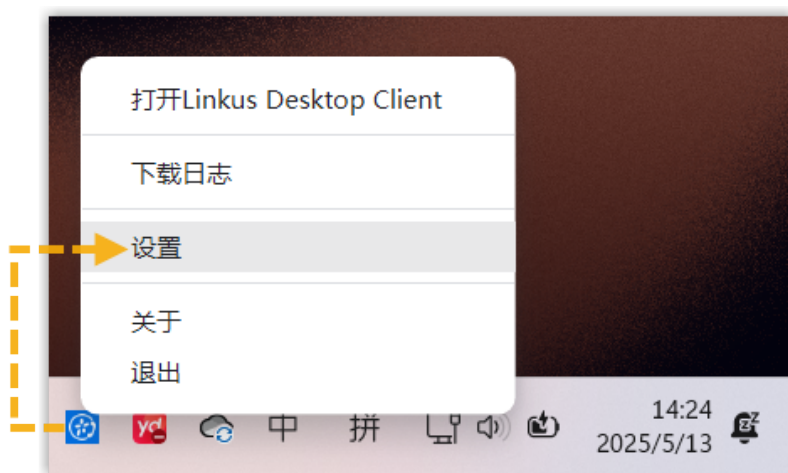 打开Linkus Desktop Client
下载日志
设置
关于
退出
yd 中 拼
14:24
2025/5/13